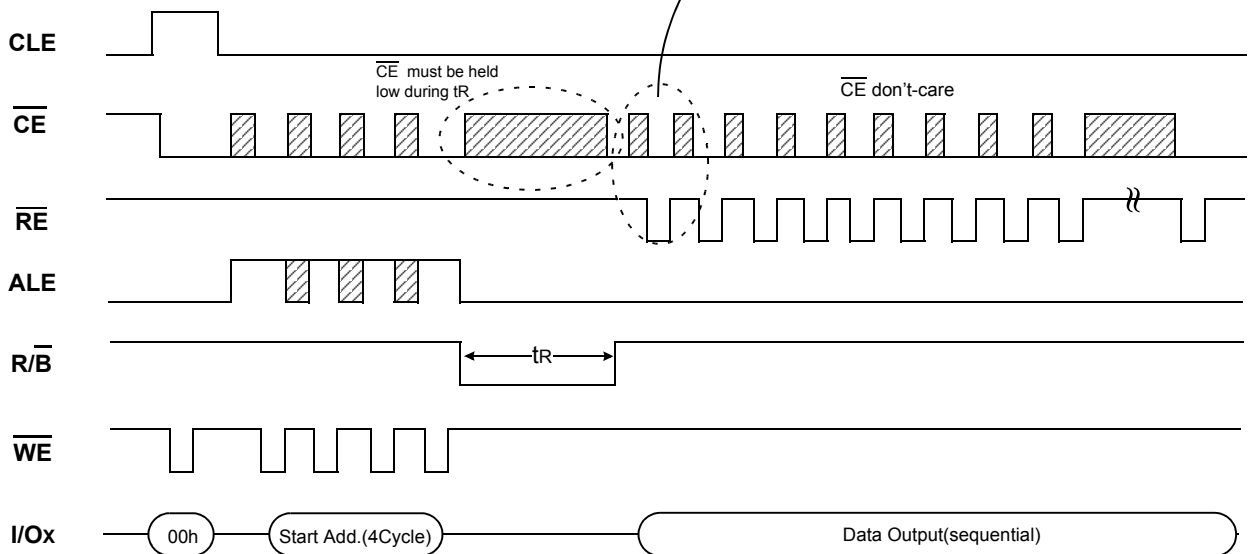 CLE
CE must be held
low during tR
CE don't-care
CE
RE
ALE
R/B
tR
WE
I/Ox
00h
Start Add.(4Cycle)
Data Output(sequential)